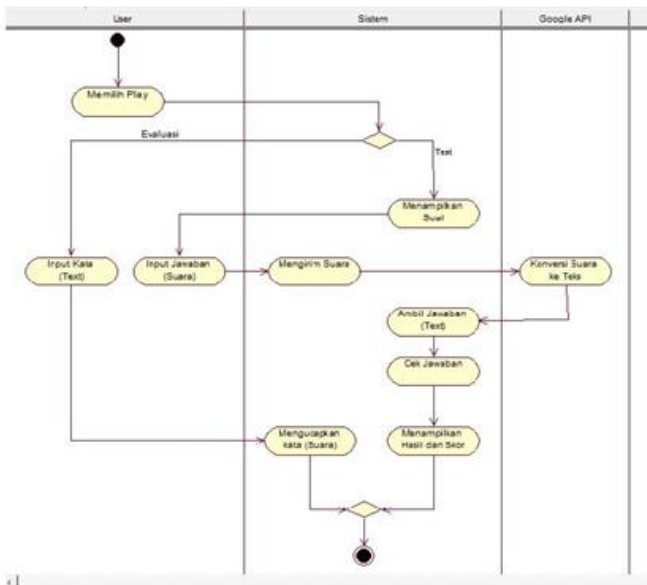 User
Sistem
Google API
Memilih Play
Evaluasi
Test
Menampilkan
Soal
Input Kata
(Text)
Input Jawaban
(Suara)
Mengirim Suara
Konversi Suara
ke Teks
Ambil Jawaban
(Text)
Cek Jawaban
Mengucapkan
kata (Suara)
Menampilkan
Hasil dan Skor